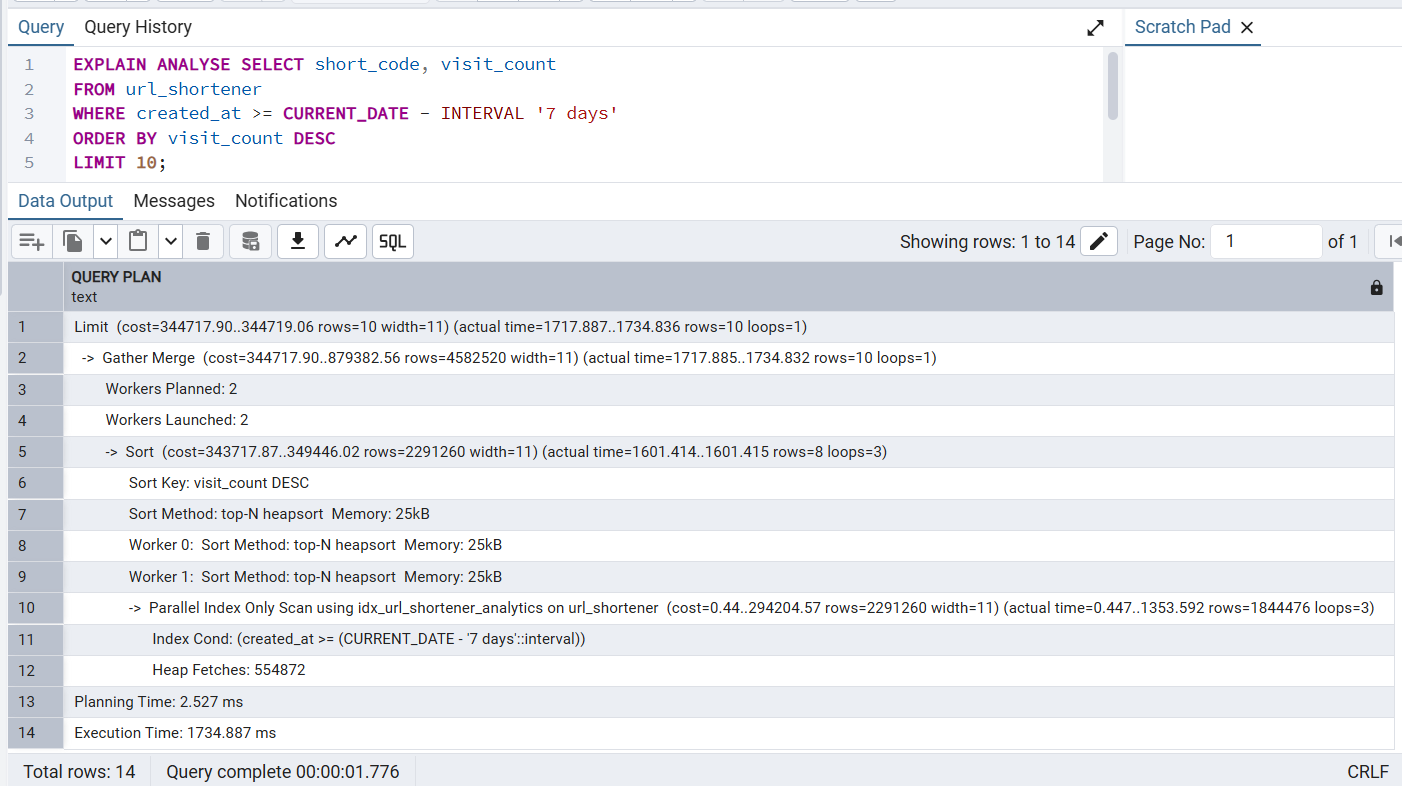 Query Query History Scratch Pad
1 EXPLAIN ANALYSE SELECT short_code, visit_count
2 FROM url_shortener
3 WHERE created_at >= CURRENT_DATE - INTERVAL '7 days'
4 ORDER BY visit_count DESC
5 LIMIT 10;
Data Output Messages Notifications
SQL Showing rows: 1 to 14 Page No: 1 of 1
QUERY PLAN
text
1 Limit (cost=344717.90..344719.06 rows=10 width=11) (actual time=1717.887..1734.836 rows=10 loops=1)
2 -> Gather Merge (cost=344717.90..879382.56 rows=4582520 width=11) (actual time=1717.885..1734.832 rows=10 loops=1)
3 Workers Planned: 2
4 Workers Launched: 2
5 -> Sort (cost=343717.87..349446.02 rows=2291260 width=11) (actual time=1601.414..1601.415 rows=8 loops=3)
6 Sort Key: visit_count DESC
7 Sort Method: top-N heapsort Memory: 25kB
8 Worker 0: Sort Method: top-N heapsort Memory: 25kB
9 Worker 1: Sort Method: top-N heapsort Memory: 25kB
10 -> Parallel Index Only Scan using idx_url_shortener_analytics on url_shortener (cost=0.44..294204.57 rows=2291260 width=11) (actual time=0.447..1353.592 rows=1844476 loops=3)
11 Index Cond: (created_at >= (CURRENT_DATE - '7 days'::interval))
12 Heap Fetches: 554872
13 Planning Time: 2.527 ms
14 Execution Time: 1734.887 ms
Total rows: 14 Query complete 00:00:01.776 CRLF